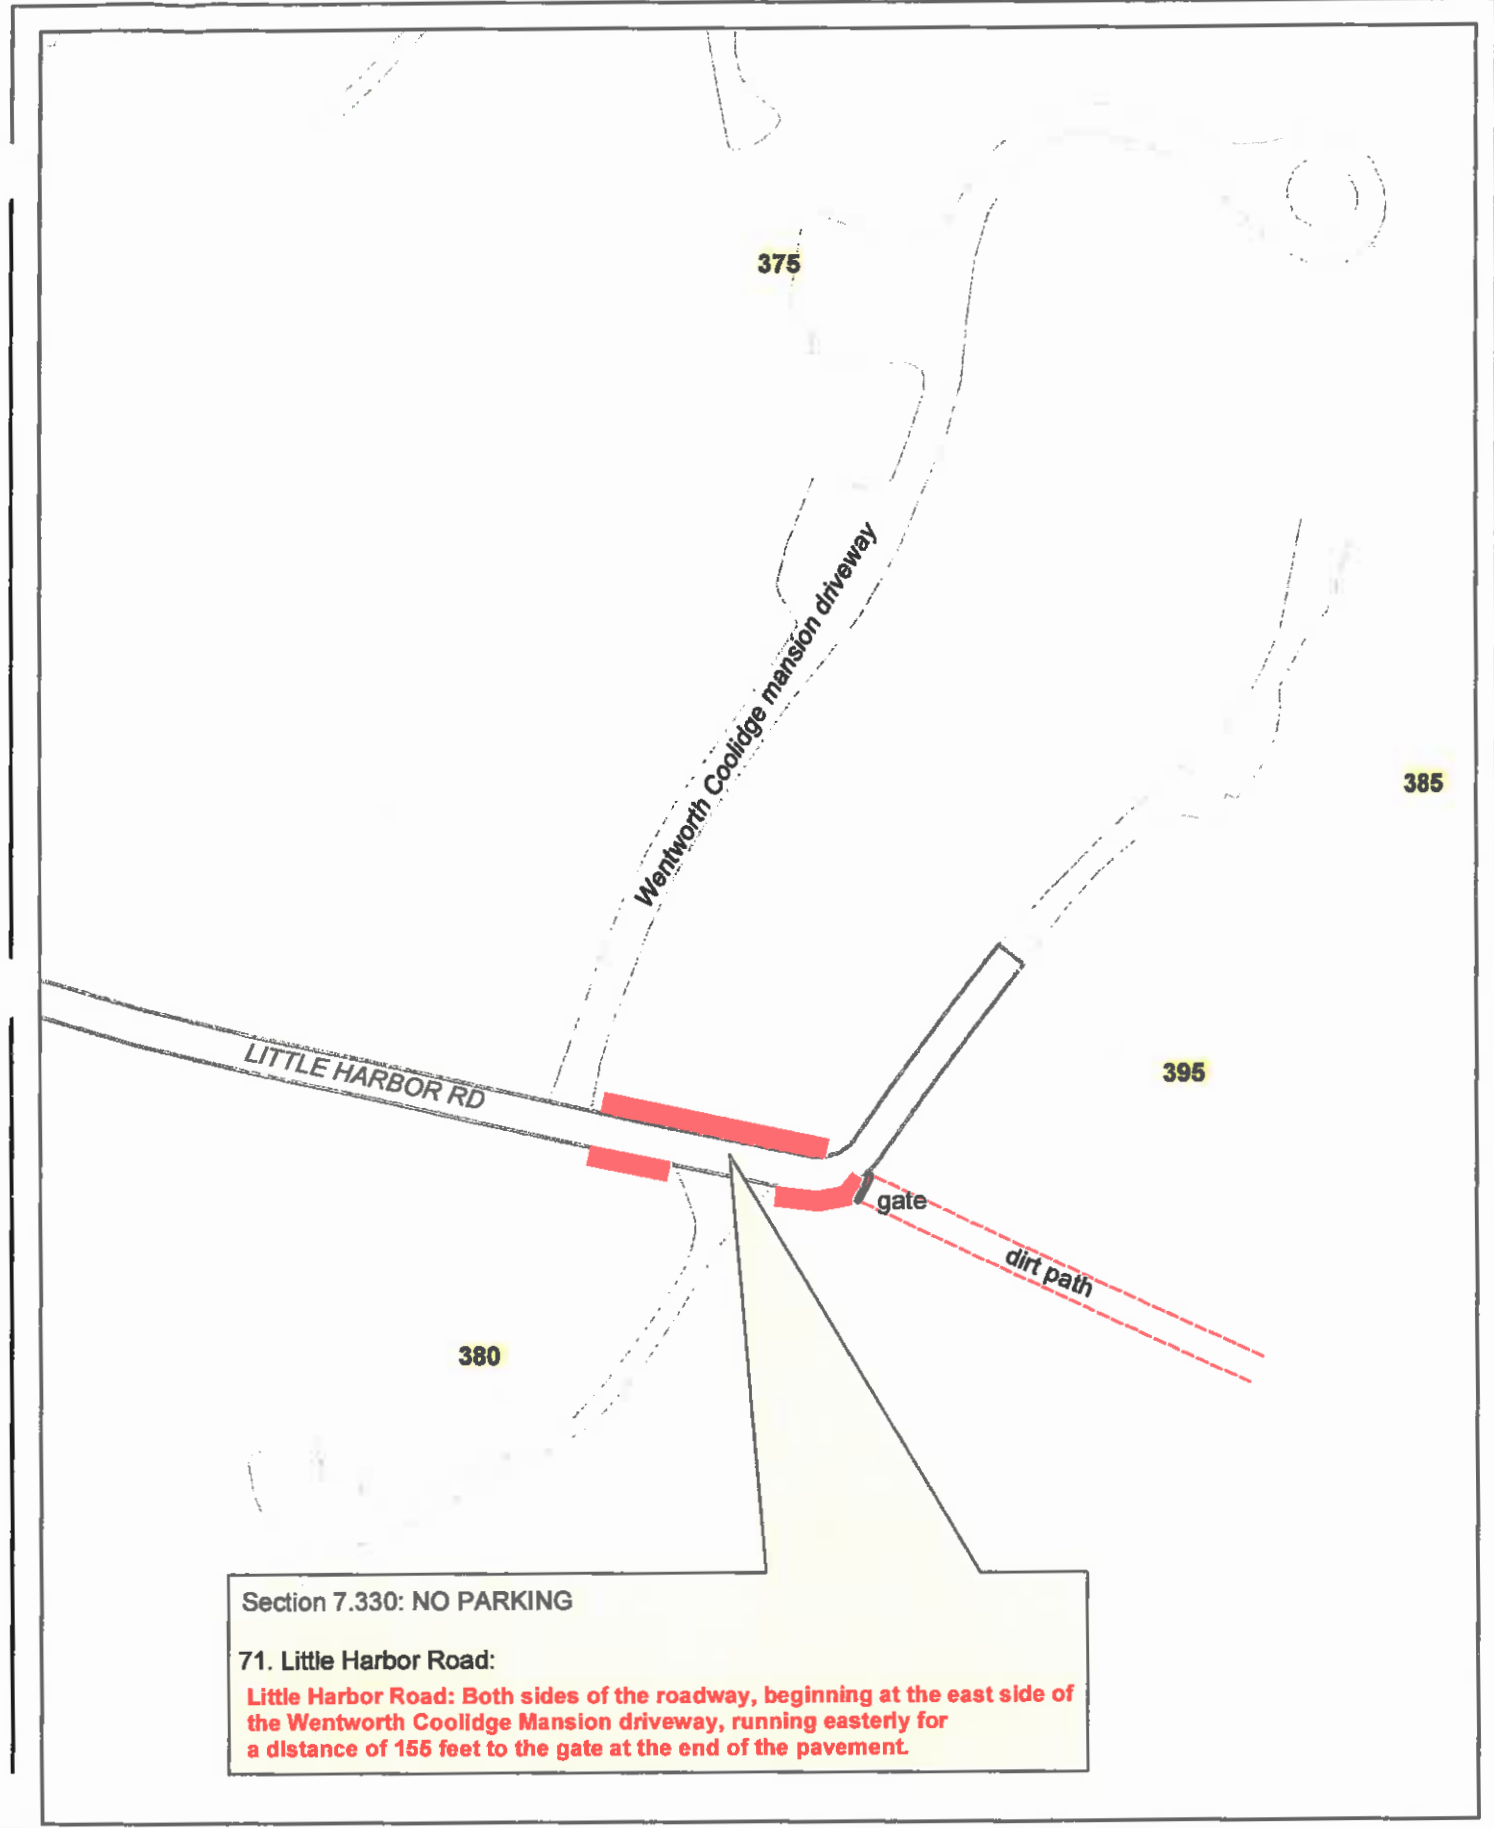 375
Wentworth Coolidge mansion driveway
385
LITTLE HARBOR RD
395
gate
dirt path
380
Section 7.330: NO PARKING
71. Little Harbor Road:
Little Harbor Road: Both sides of the roadway, beginning at the east side of
the Wentworth Coolidge Mansion driveway, running easterly for
a distance of 155 feet to the gate at the end of the pavement.